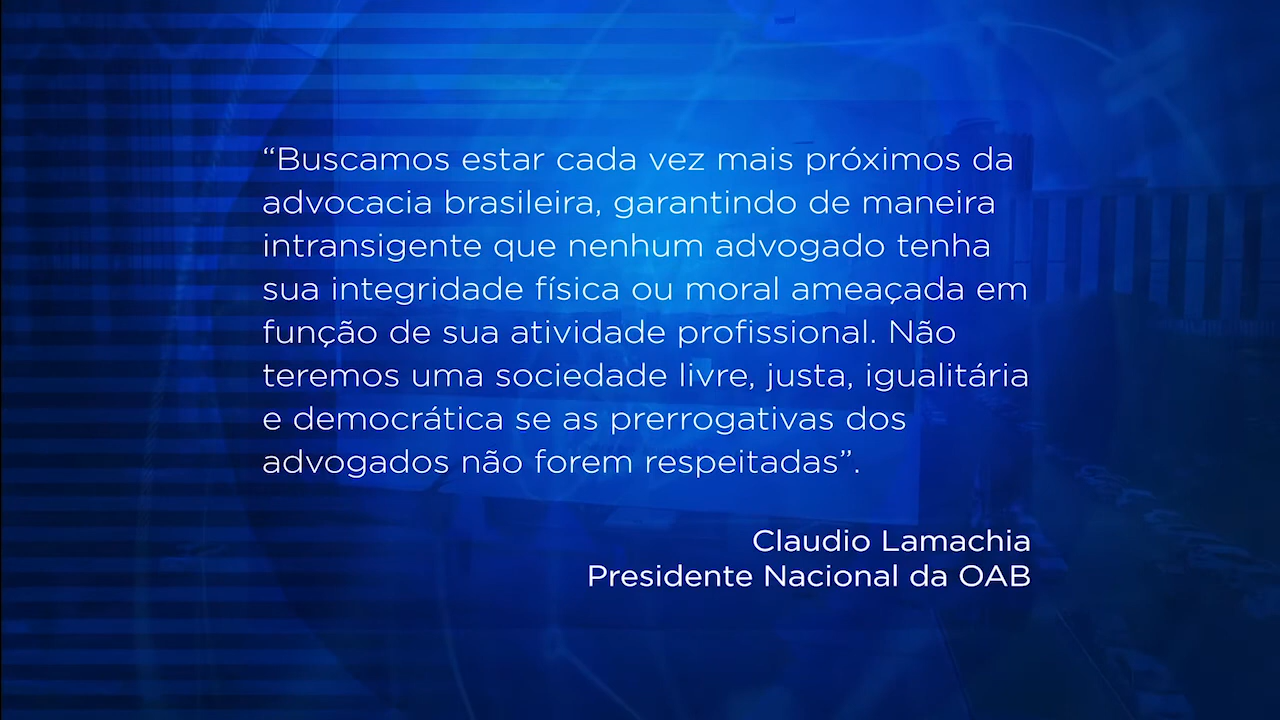 “Buscamos estar cada vez mais próximos da
advocacia brasileira, garantindo de maneira
intransigente que nenhum advogado tenha
sua integridade física ou moral ameaçada em
função de sua atividade profissional. Não
teremos uma sociedade livre, justa, igualitária
e democrática se as prerrogativas dos
advogados não forem respeitadas”.
Claudio Lamachia
Presidente Nacional da OAB